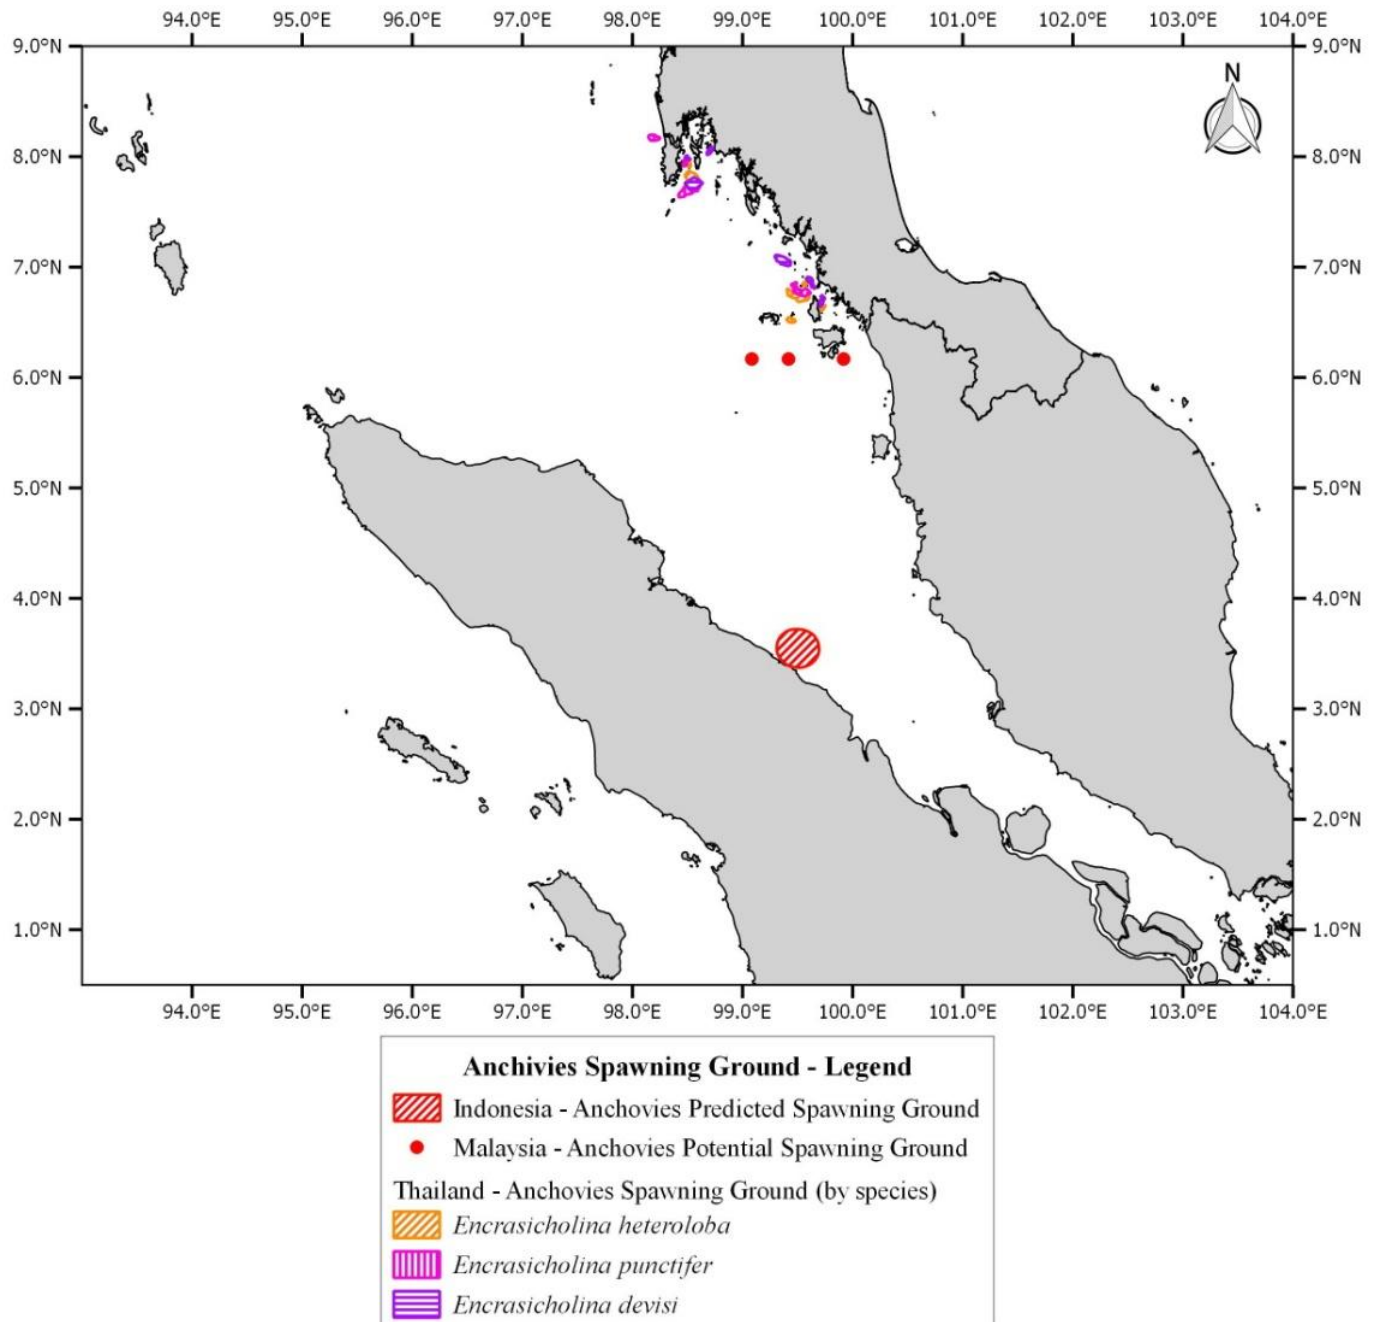 94.0°E 95.0°E 96.0°E 97.0°E 98.0°E 99.0°E 100.0°E 101.0°E 102.0°E 103.0°E 104.0°E
9.0°N 9.0°N
N
8.0°N 8.0°N
7.0°N 7.0°N
6.0°N 6.0°N
5.0°N 5.0°N
4.0°N 4.0°N
3.0°N 3.0°N
2.0°N 2.0°N
1.0°N 1.0°N
94.0°E 95.0°E 96.0°E 97.0°E 98.0°E 99.0°E 100.0°E 101.0°E 102.0°E 103.0°E 104.0°E
Anchivies Spawning Ground - Legend
Indonesia - Anchovies Predicted Spawning Ground
Malaysia - Anchovies Potential Spawning Ground
Thailand - Anchovies Spawning Ground (by species)
Encrasicholina heteroloba
Encrasicholina punctifer
Encrasicholina devisi